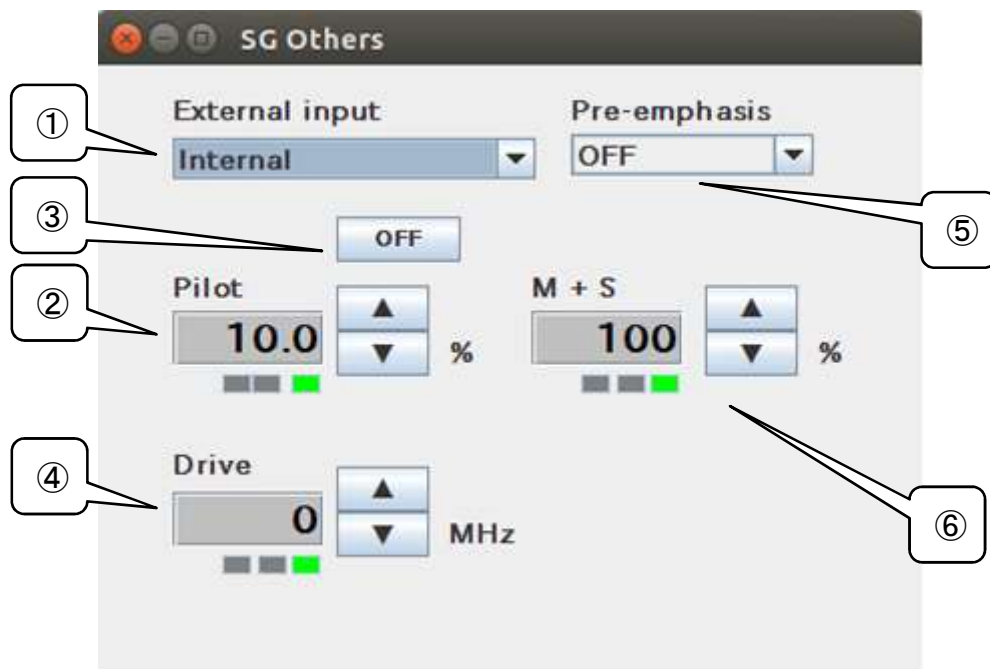 SG Others
① External input Pre-emphasis
Internal OFF
③ OFF ⑤
② Pilot M + S
10.0 % 100 %
④ Drive
0 MHz ⑥